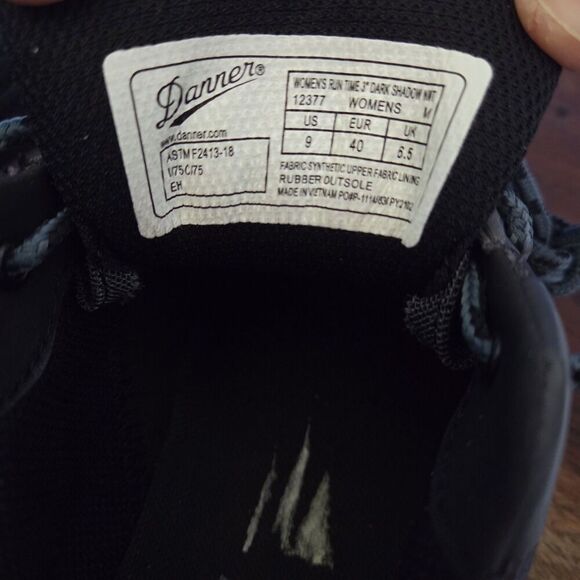 Danner®
www.danner.com
ASTM F2413-18
I/75 C/75
EH
WOMEN'S RUN TIME 3" DARK SHADOW NMT
12377 WOMENS M
US EUR UK
9 40 6.5
FABRIC SYNTHETIC UPPER FABRIC LINING
RUBBER OUTSOLE
MADE IN VIETNAM